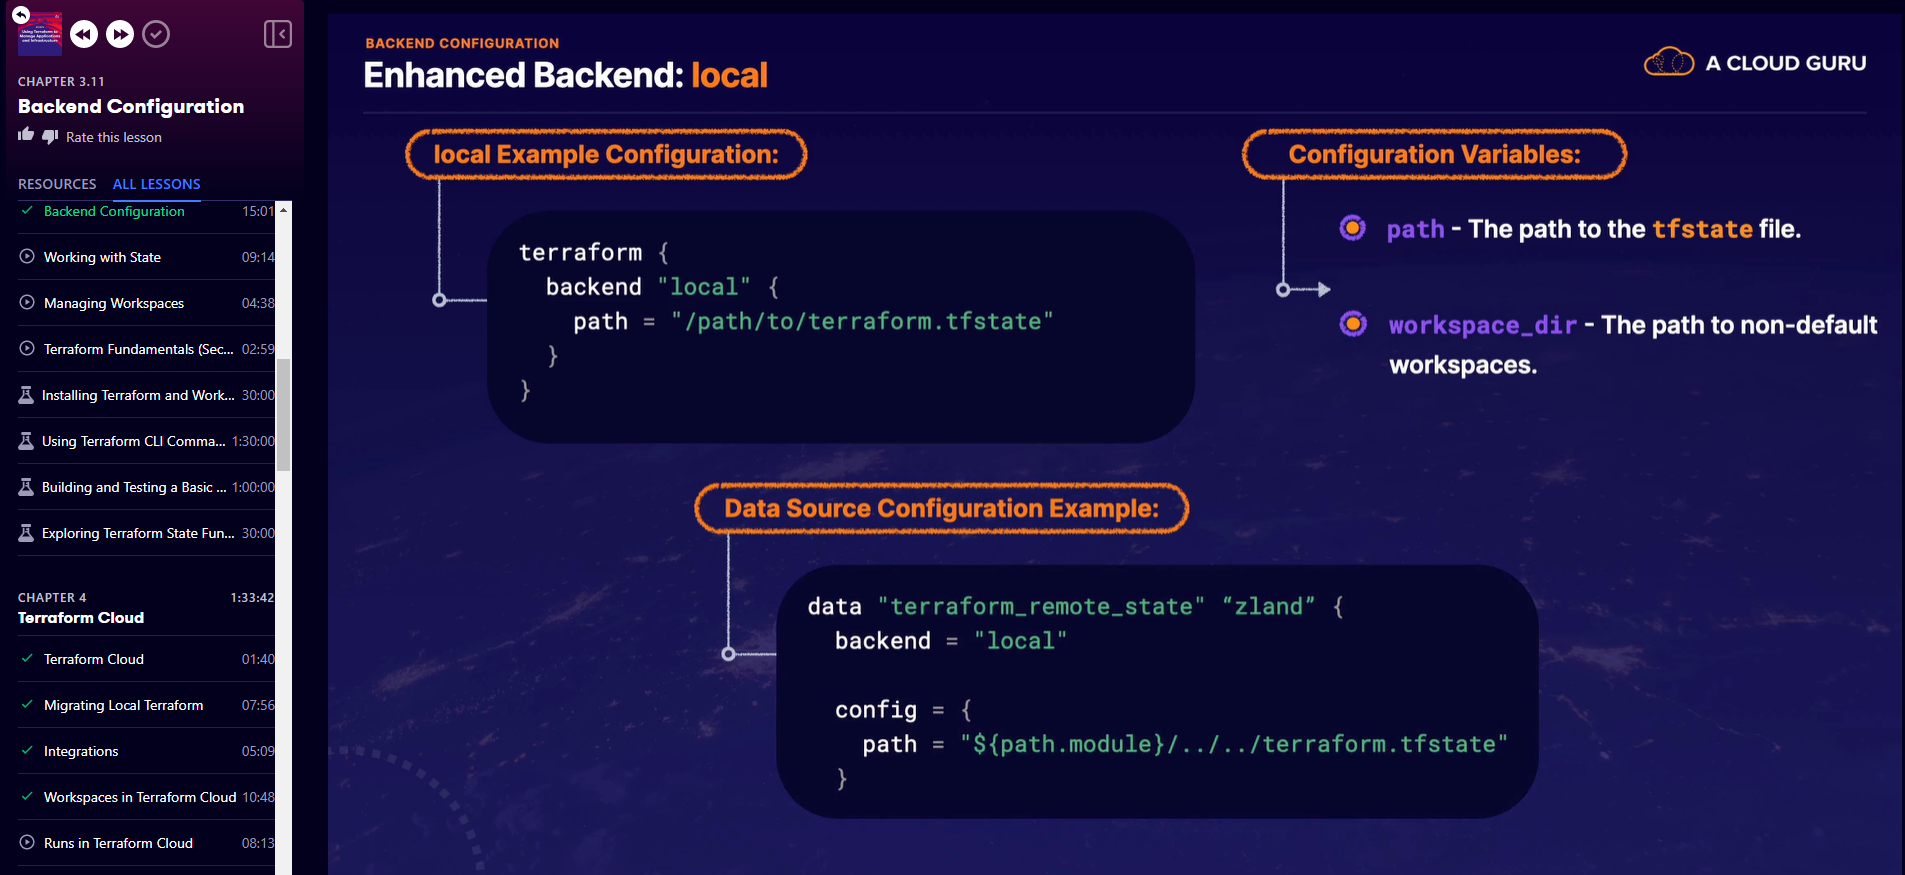 Using Terraform to
Manage Applications
and Infrastructure
CHAPTER 3.11
Backend Configuration
Rate this lesson
RESOURCES
ALL LESSONS
Backend Configuration 15:01
Working with State 09:14
Managing Workspaces 04:38
Terraform Fundamentals (Sec... 02:59
Installing Terraform and Work... 30:00
Using Terraform CLI Comma... 1:30:00
Building and Testing a Basic ... 1:00:00
Exploring Terraform State Fun... 30:00
CHAPTER 4 1:33:42
Terraform Cloud
Terraform Cloud 01:40
Migrating Local Terraform 07:56
Integrations 05:09
Workspaces in Terraform Cloud 10:48
Runs in Terraform Cloud 08:13
BACKEND CONFIGURATION
Enhanced Backend: local
A CLOUD GURU
local Example Configuration:
terraform {
backend "local" {
path = "/path/to/terraform.tfstate"
}
}
Configuration Variables:
path - The path to the tfstate file.
workspace_dir - The path to non-default
workspaces.
Data Source Configuration Example:
data "terraform_remote_state" “zland” {
backend = "local"
config = {
path = "${path.module}/../../terraform.tfstate"
}